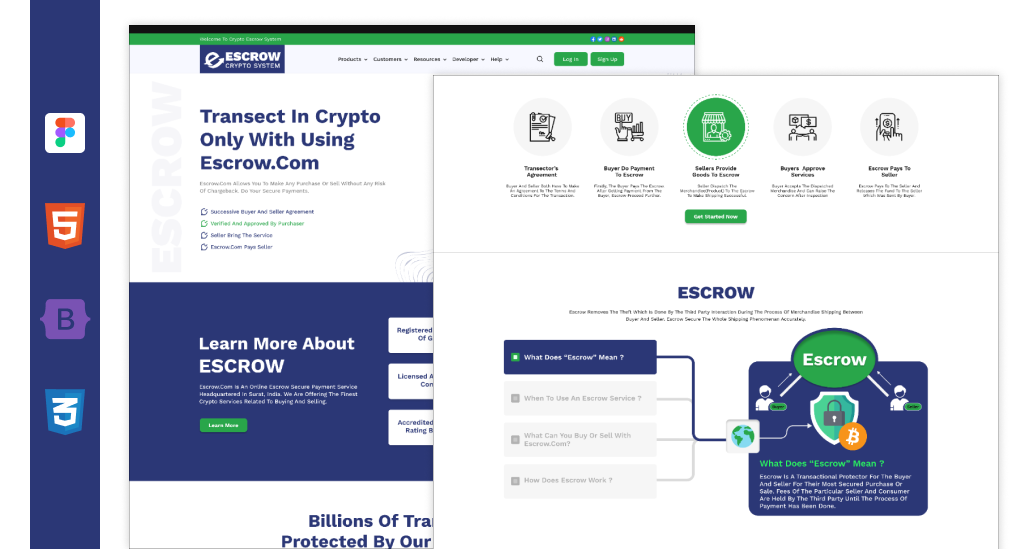 Welcome To Crypto Escrow System
ESCROW
CRYPTO SYSTEM
Products
Customers
Resources
Developer
Help
Log In
Sign Up
ESCROW
Transect In Crypto
Only With Using
Escrow.Com
Escrow.Com Allows You To Make Any Purchase Or Sell Without Any Risk
Of Chargeback. Do Your Secure Payments.
Successive Buyer And Seller Agreement
Verified And Approved By Purchaser
Seller Bring The Service
Escrow.Com Pays Seller
Learn More About
ESCROW
Escrow.Com Is An Online Escrow Secure Payment Service
Headquartered In Surat, India. We Are Offering The Finest
Crypto Services Related To Buying And Selling.
Learn More
Registered
Of G
Licensed A
Con
Accredited
Rating B
Billions Of Tra
Protected By Our
BUY
Transactor's
Agreement
Buyer And Seller Both Have To Make
An Agreement To The Terms And
Conditions For The Transaction.
Buyer Do Payment
To Escrow
Finally, The Buyer Pays The Escrow
After Getting Payment From The
Buyer, Escrow Process Further.
Sellers Provide
Goods To Escrow
Seller Dispatch The
Merchandise(Product) To The Escrow
To Make Shipping Successful.
Buyers Approve
Services
Buyer Accepts The Dispatched
Merchandise And Can Raise The
Concern After Inspection
Escrow Pays To
Seller
Escrow Pays To The Seller And
Releases The Fund To The Seller
Which Was Sent By Buyer.
Get Started Now
ESCROW
Escrow Removes The Theft Which Is Done By The Third Party Interaction During The Process Of Merchandise Shipping Between
Buyer And Seller. Escrow Secure The Whole Shipping Phenomenan Accurately.
What Does “Escrow” Mean ?
When To Use An Escrow Service ?
What Can You Buy Or Sell With
Escrow.Com?
How Does Escrow Work ?
Escrow
Buyer
Seller
What Does “Escrow” Mean ?
Escrow Is A Transactional Protector For The Buyer
And Seller For Their Most Secured Purchase Or
Sale. Fees Of The Particular Seller And Consumer
Are Held By The Third Party Until The Process Of
Payment Has Been Done.